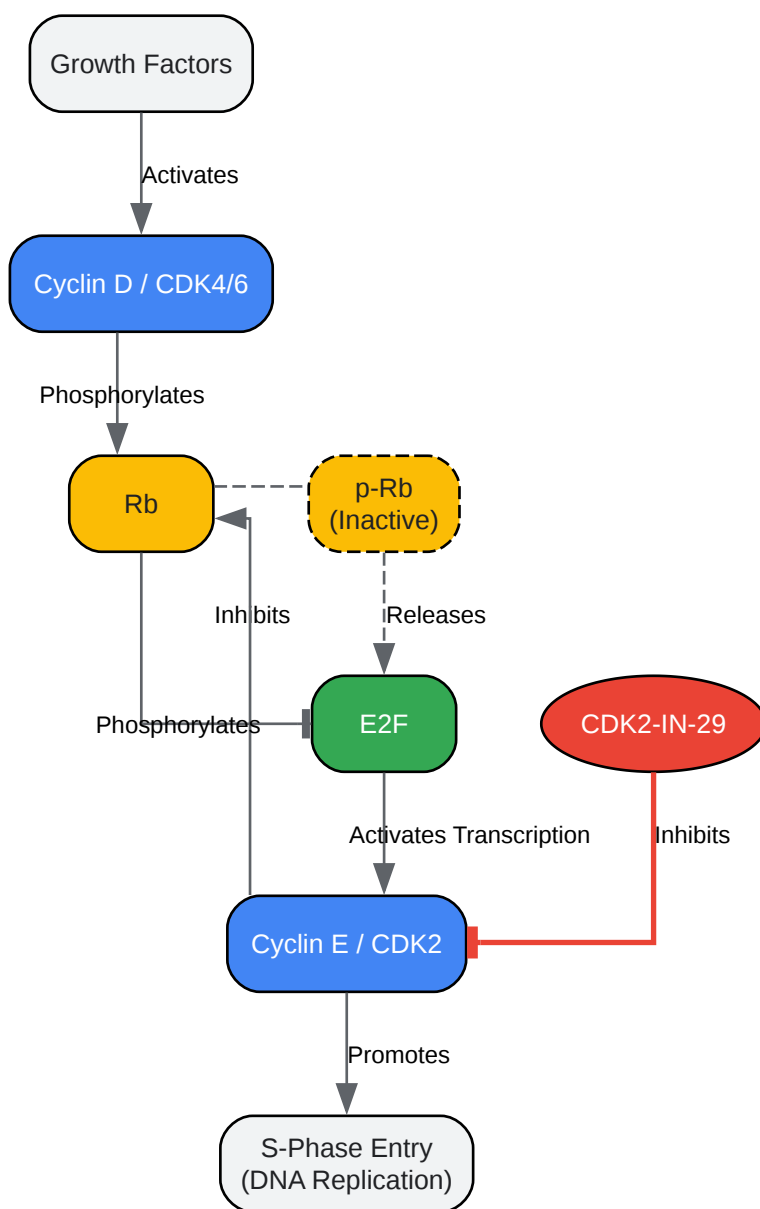 Growth Factors
Activates
Cyclin D / CDK4/6
Phosphorylates
Rb
p-Rb
(Inactive)
Inhibits
Releases
Phosphorylates
E2F
CDK2-IN-29
Activates Transcription
Inhibits
Cyclin E / CDK2
Promotes
S-Phase Entry
(DNA Replication)